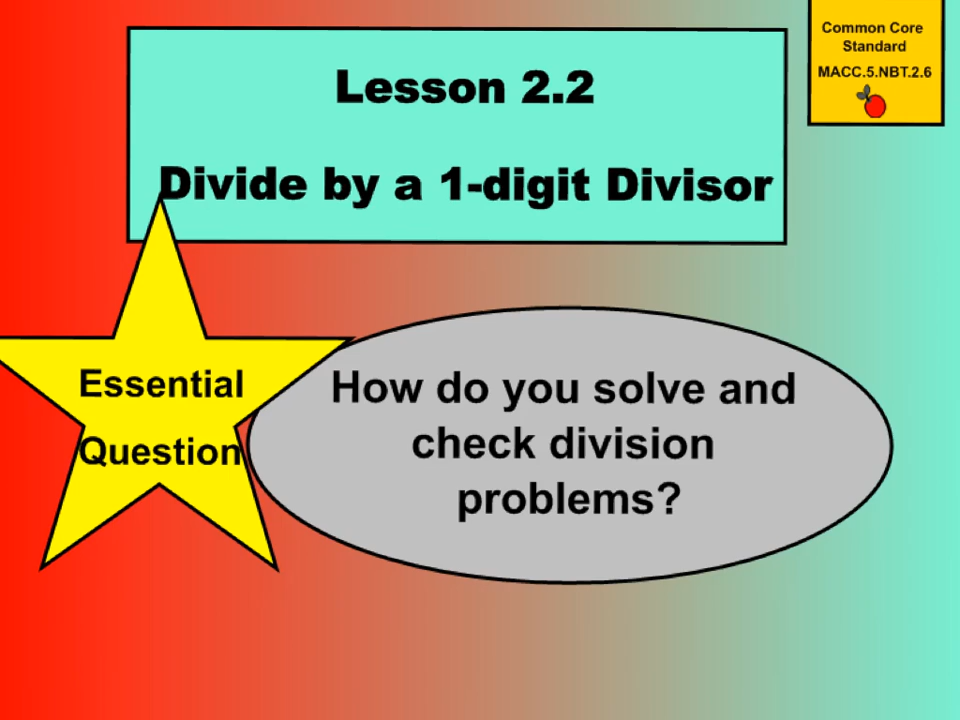 Common Core
Standard
MACC.5.NBT.2.6
Lesson 2.2
Divide by a 1-digit Divisor
Essential
Question
How do you solve and
check division
problems?